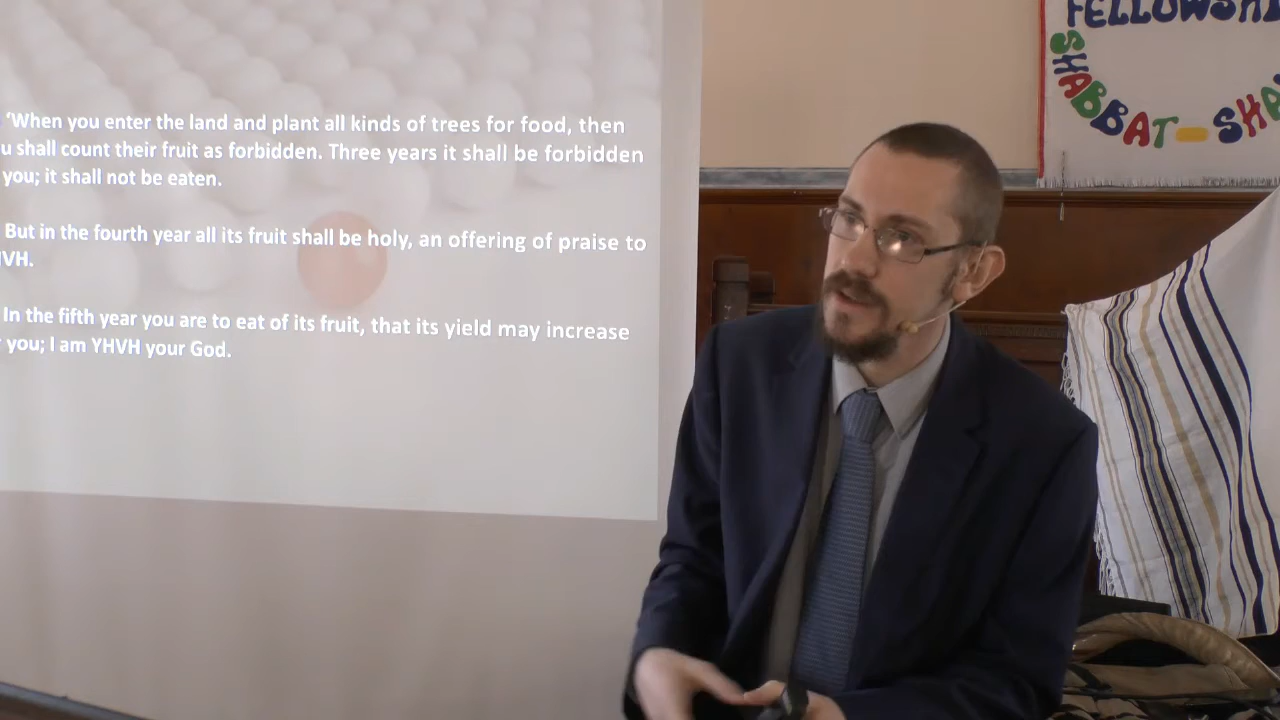 'When you enter the land and plant all kinds of trees for food, then
u shall count their fruit as forbidden. Three years it shall be forbidden
you; it shall not be eaten.
But in the fourth year all its fruit shall be holy, an offering of praise to
VH.
In the fifth year you are to eat of its fruit, that its yield may increase
you; I am YHVH your God.
FELLOWSHI
SHABBAT-SHA